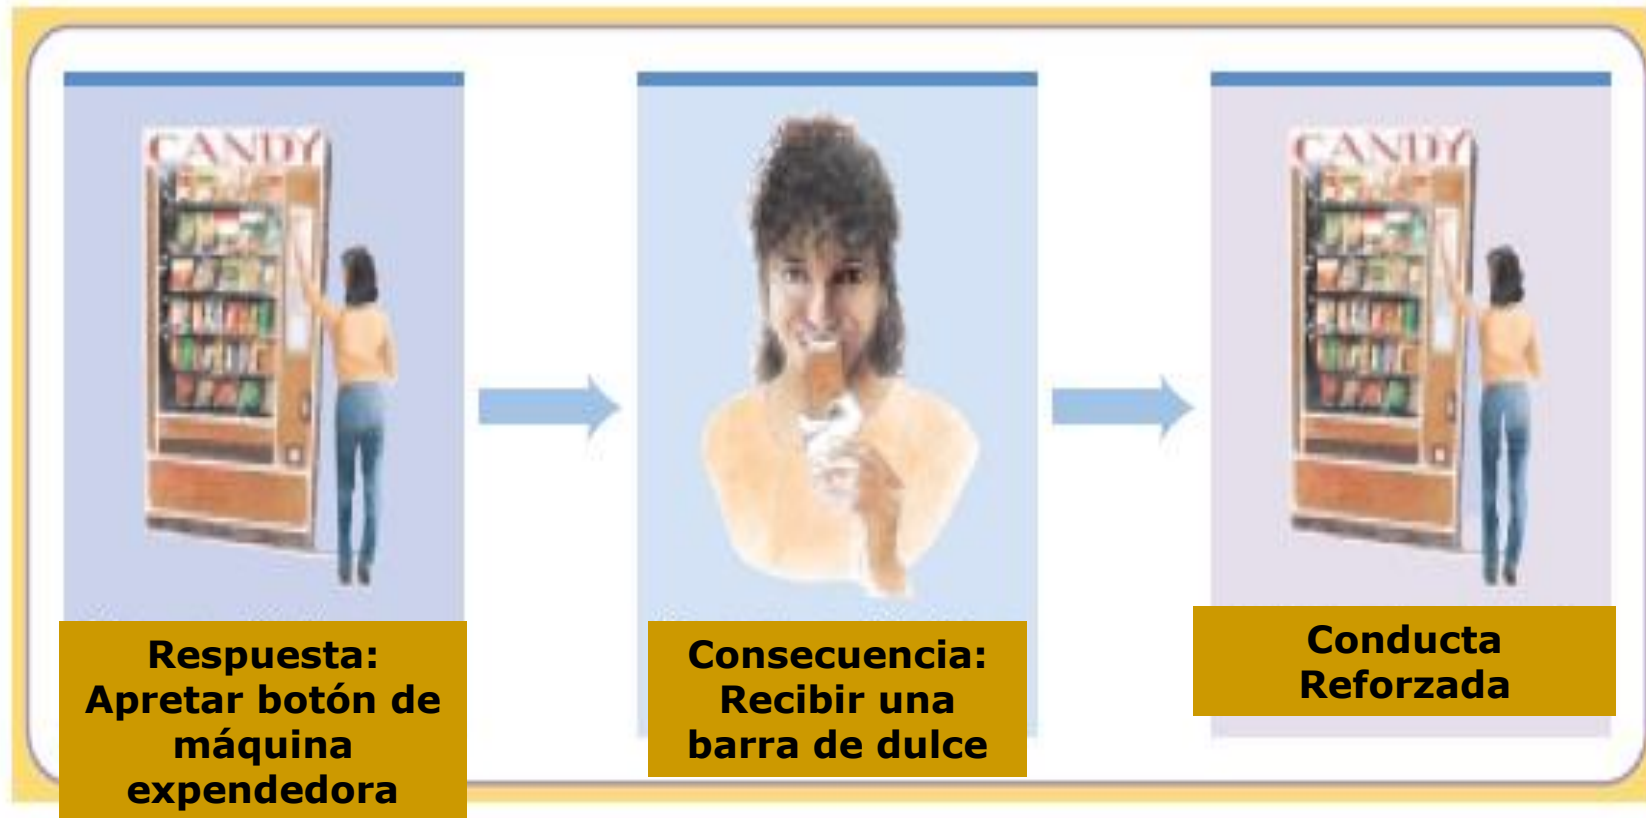 CANDY
CANDY
Respuesta:
Apretar botón de
máquina
expendedora
Consecuencia:
Recibir una
barra de dulce
Conducta
Reforzada